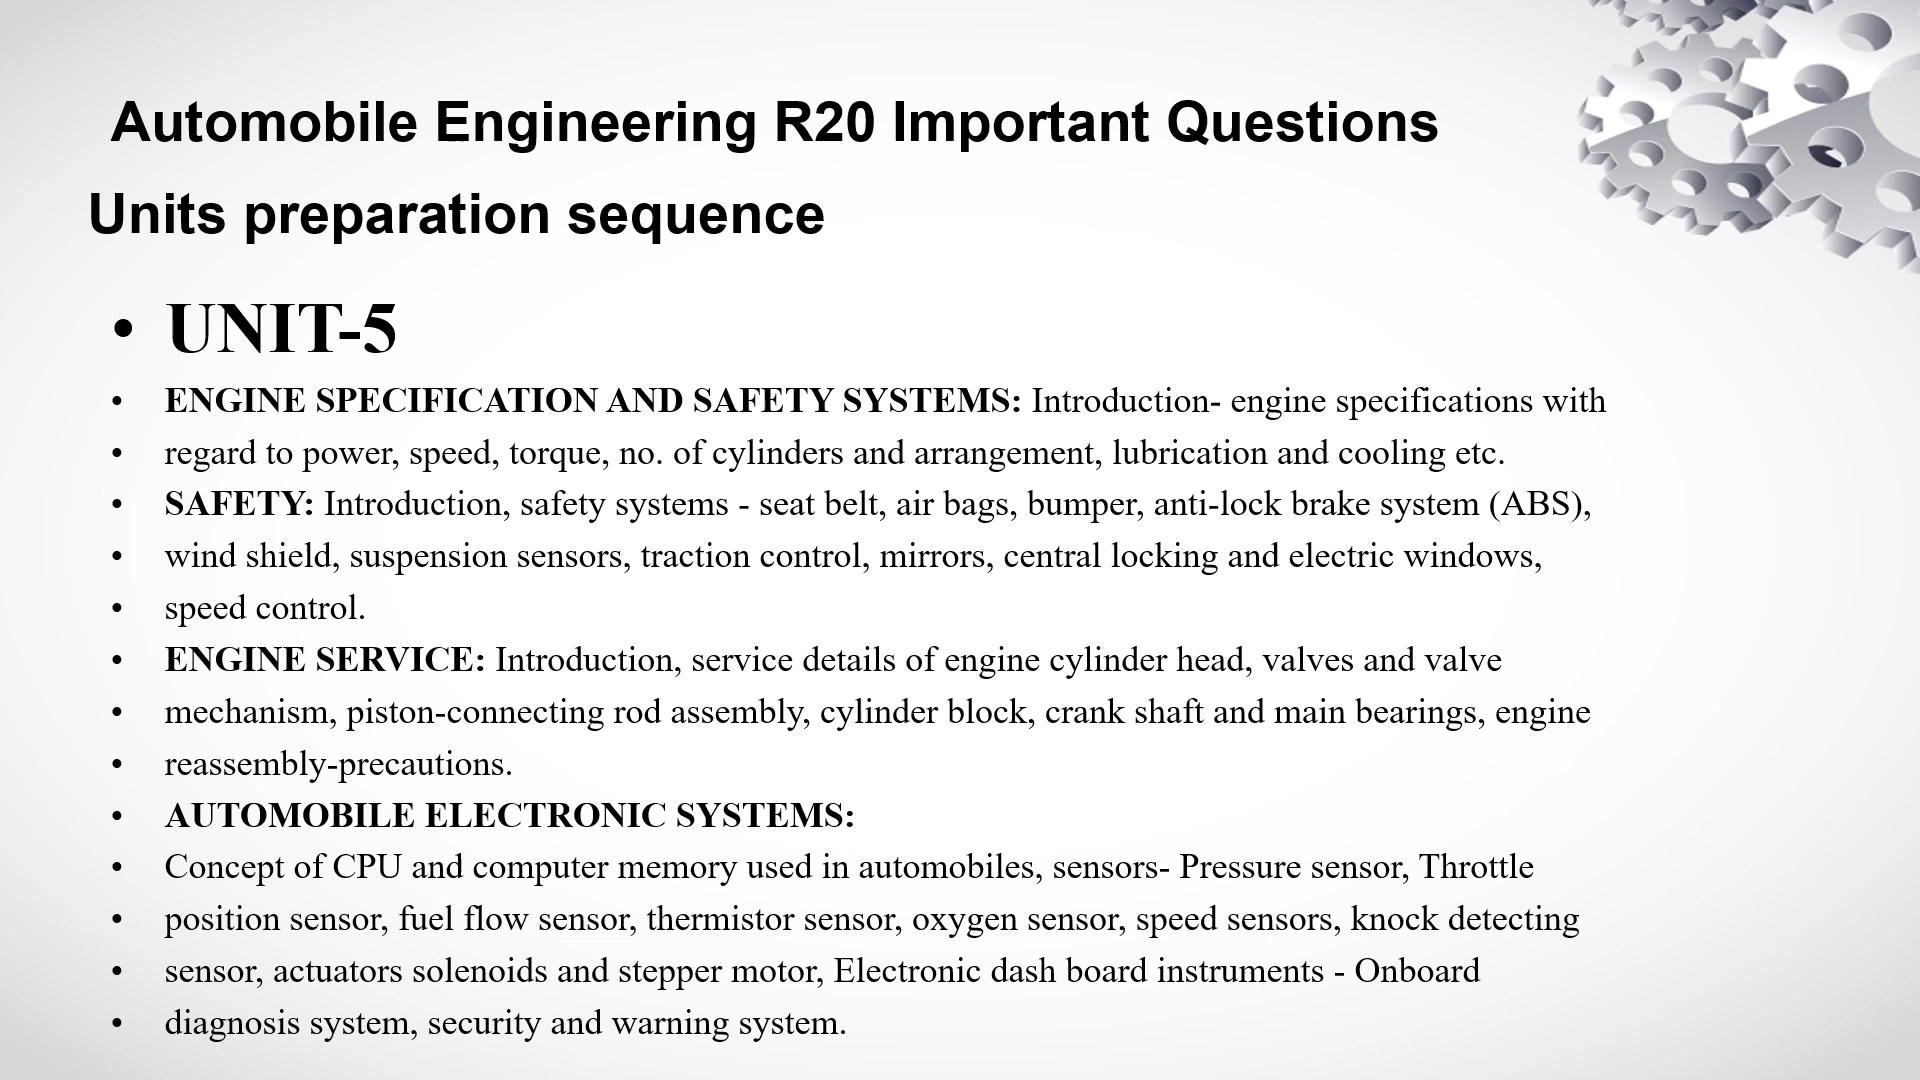 Automobile Engineering R20 Important Questions
Units preparation sequence
• UNIT-5
• ENGINE SPECIFICATION AND SAFETY SYSTEMS: Introduction- engine specifications with
• regard to power, speed, torque, no. of cylinders and arrangement, lubrication and cooling etc.
• SAFETY: Introduction, safety systems - seat belt, air bags, bumper, anti-lock brake system (ABS),
• wind shield, suspension sensors, traction control, mirrors, central locking and electric windows,
• speed control.
• ENGINE SERVICE: Introduction, service details of engine cylinder head, valves and valve
• mechanism, piston-connecting rod assembly, cylinder block, crank shaft and main bearings, engine
• reassembly-precautions.
• AUTOMOBILE ELECTRONIC SYSTEMS:
• Concept of CPU and computer memory used in automobiles, sensors- Pressure sensor, Throttle
• position sensor, fuel flow sensor, thermistor sensor, oxygen sensor, speed sensors, knock detecting
• sensor, actuators solenoids and stepper motor, Electronic dash board instruments - Onboard
• diagnosis system, security and warning system.